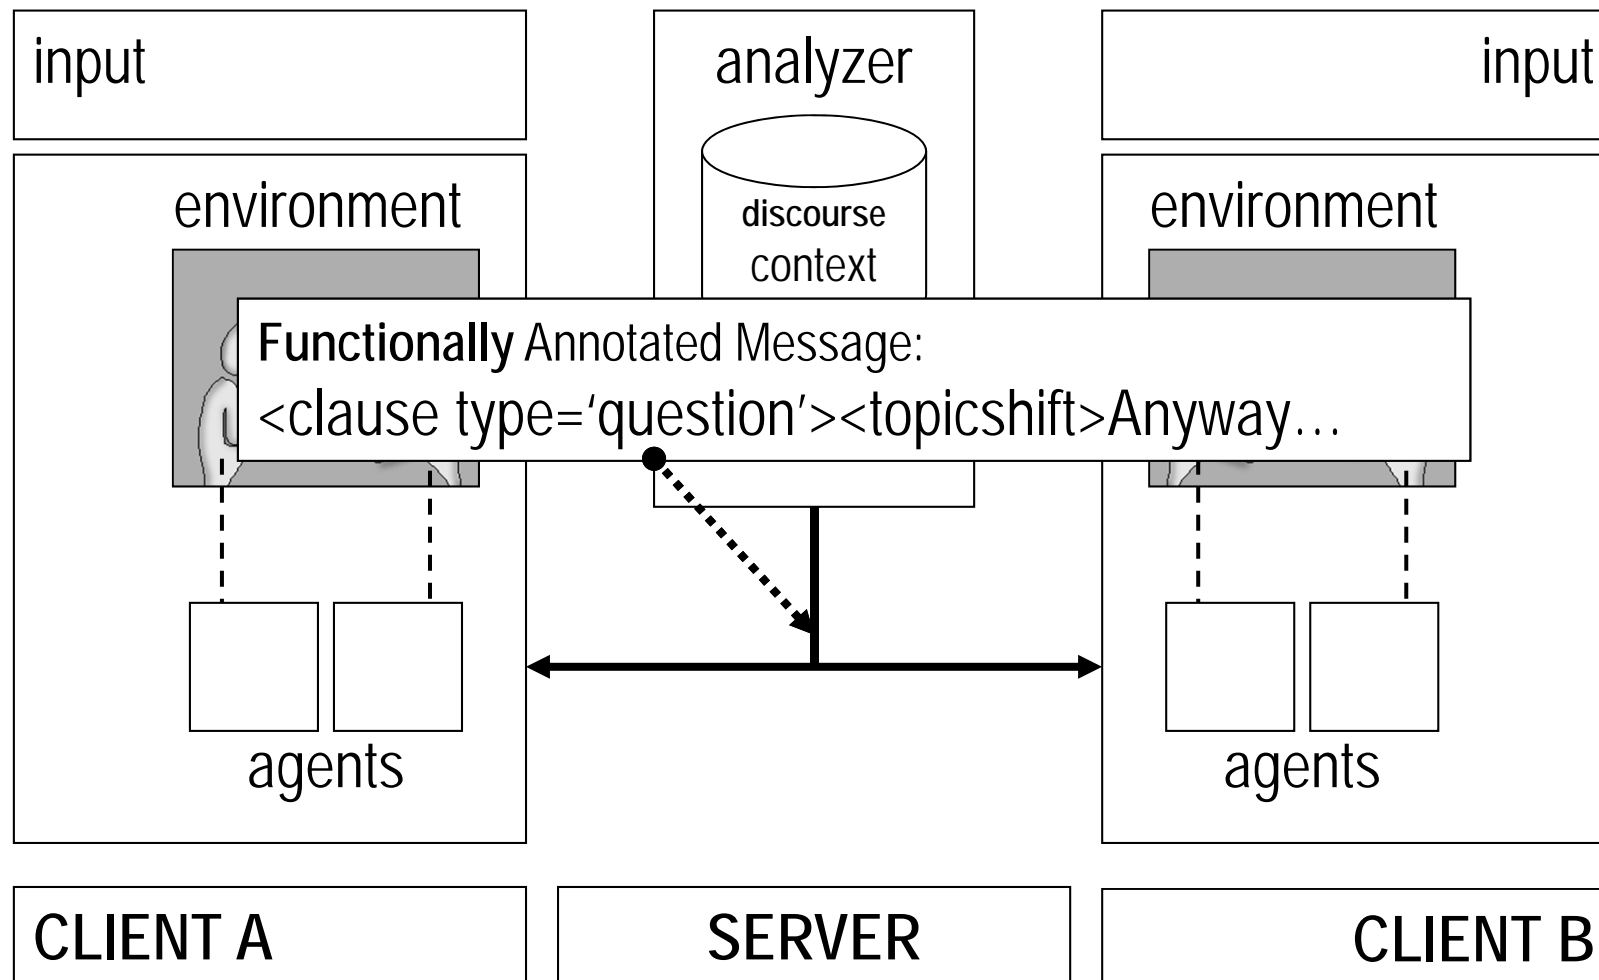 input
analyzer
input
environment
discourse
context
environment
Functionally Annotated Message:
<clause type=‘question’><topicshift>Anyway…
agents
agents
CLIENT A
SERVER
CLIENT B